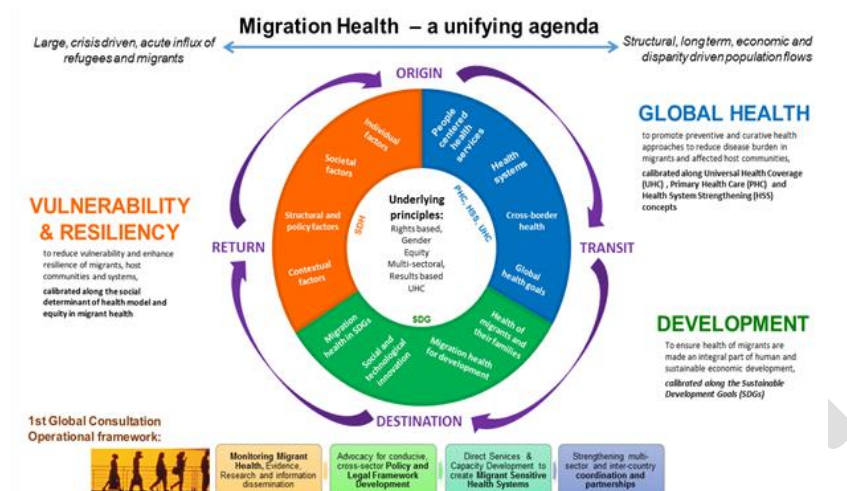 Migration Health – a unifying agenda
Large, crisis driven, acute influx of
refugees and migrants
Structural, long term, economic and
disparity driven population flows
ORIGIN
TRANSIT
DESTINATION
RETURN
VULNERABILITY
& RESILIENCY
to reduce vulnerability and enhance
resilience of migrants, host
communities and systems,
calibrated along the social
determinant of health model and
equity in migrant health
Individual
factors
Societal
factors
Structural and
policy factors
Contextual
factors
SDH
People
centered
health
services
Health
systems
Cross-border
health
Global
health goals
PHC, HSS, UHC
Underlying
principles:
Rights based,
Gender
Equity
Multi-sectoral,
Results based
UHC
SDG
Migration
health in SDGs
Social and
technological
innovation
Migration health
for development
Health of
migrants and
their families
GLOBAL HEALTH
to promote preventive and curative health
approaches to reduce disease burden in
migrants and affected host communities,
calibrated along Universal Health Coverage
(UHC) , Primary Health Care (PHC) and
Health System Strengthening (HSS)
concepts
DEVELOPMENT
To ensure health of migrants are
made an integral part of human and
sustainable economic development,
calibrated along the Sustainable
Development Goals (SDGs)
1st Global Consultation
Operational framework:
Monitoring Migrant
Health, Evidence,
Research and information
dissemination
Advocacy for conducive,
cross-sector Policy and
Legal Framework
Development
Direct Services &
Capacity Development to
create Migrant Sensitive
Health Systems
Strengthening multi-
sector and inter-country
coordination and
partnerships